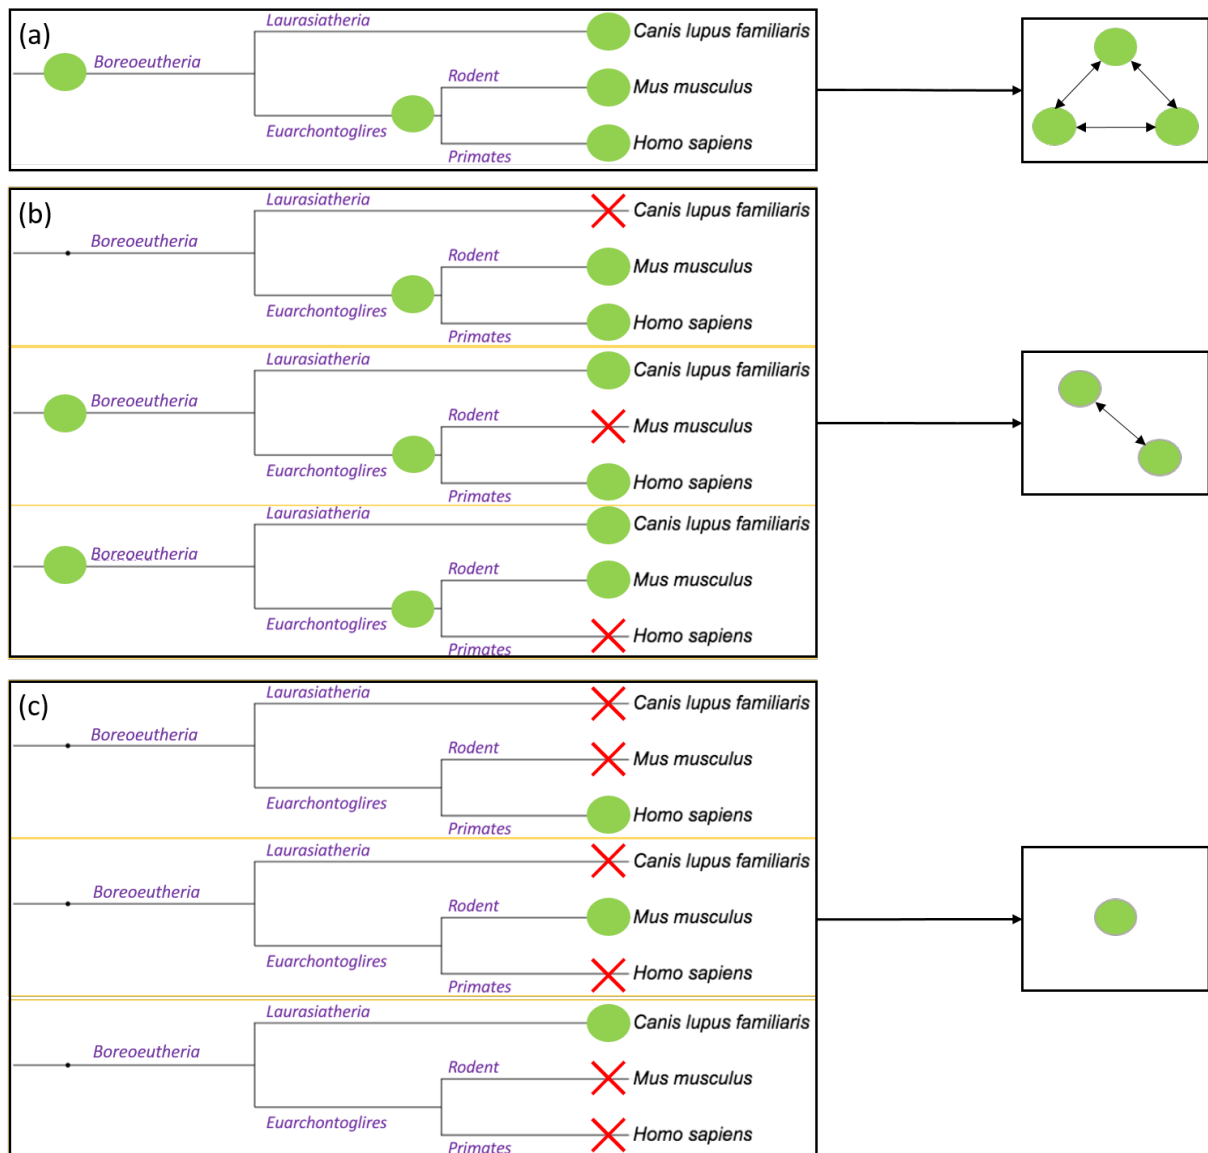 (a)
Laurasiatheria
Canis lupus familiaris
Boreoeutheria
Rodent
Mus musculus
Euarchontoglires
Homo sapiens
Primates
(b)
Laurasiatheria
Canis lupus familiaris
Boreoeutheria
Rodent
Mus musculus
Euarchontoglires
Homo sapiens
Primates
Laurasiatheria
Canis lupus familiaris
Boreoeutheria
Rodent
Mus musculus
Euarchontoglires
Homo sapiens
Primates
Laurasiatheria
Canis lupus familiaris
Boreoeutheria
Rodent
Mus musculus
Euarchontoglires
Homo sapiens
Primates
(c)
Laurasiatheria
Canis lupus familiaris
Boreoeutheria
Rodent
Mus musculus
Euarchontoglires
Homo sapiens
Primates
Laurasiatheria
Canis lupus familiaris
Boreoeutheria
Rodent
Mus musculus
Euarchontoglires
Homo sapiens
Primates
Laurasiatheria
Canis lupus familiaris
Boreoeutheria
Rodent
Mus musculus
Euarchontoglires
Homo sapiens
Primates